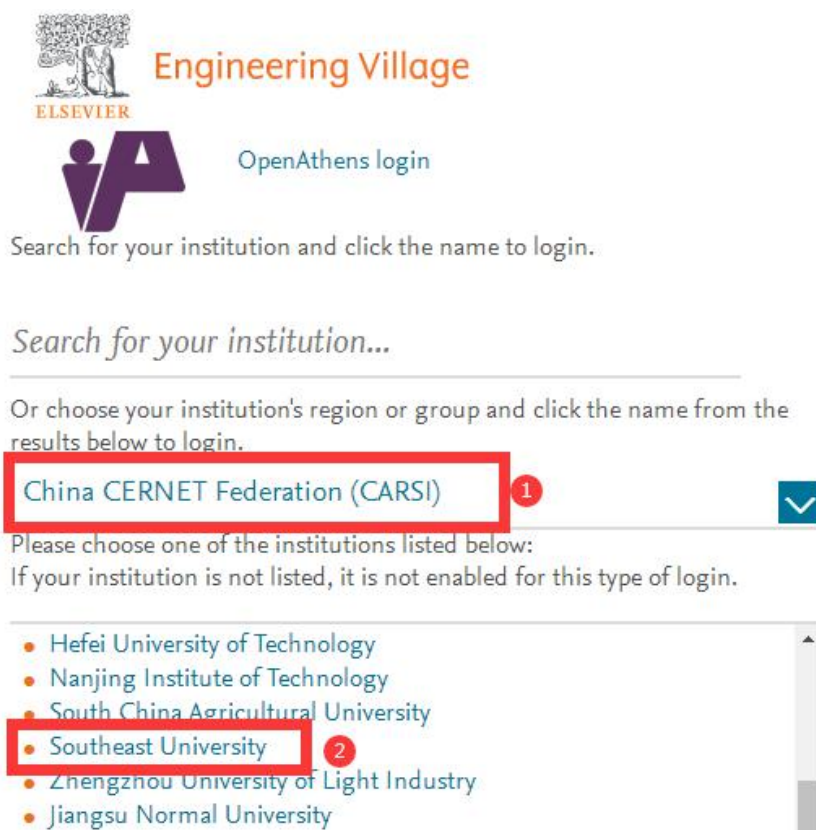 Engineering Village
ELSEVIER
OpenAthens login
Search for your institution and click the name to login.
Search for your institution...
Or choose your institution's region or group and click the name from the
results below to login.
China CERNET Federation (CARSI)
1
Please choose one of the institutions listed below:
If your institution is not listed, it is not enabled for this type of login.
Hefei University of Technology
Nanjing Institute of Technology
South China Agricultural University
Southeast University
2
Zhengzhou University of Light Industry
Jiangsu Normal University